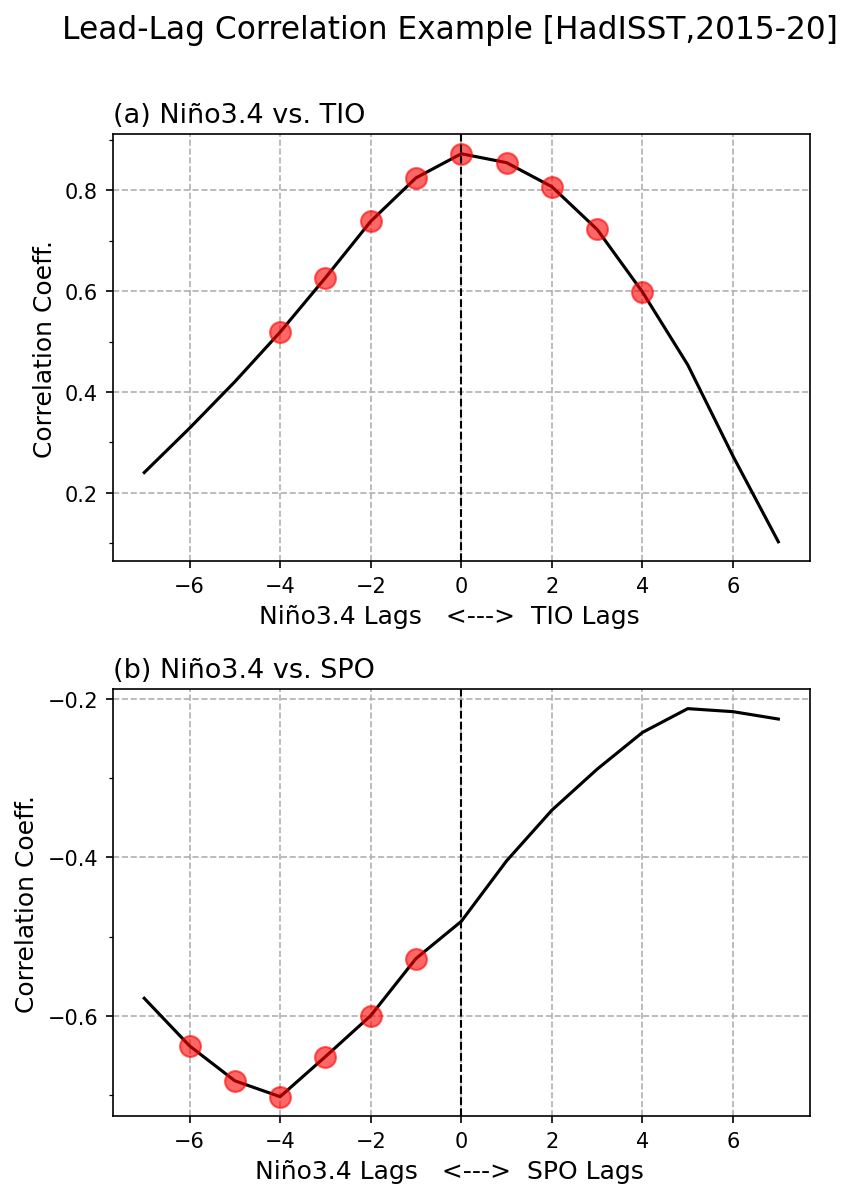 Lead-Lag Correlation Example [HadISST,2015-20]
(a) Niño3.4 vs. TIO
Correlation Coeff.
0.8
0.6
0.4
0.2
−6 −4 −2 0 2 4 6
Niño3.4 Lags <---> TIO Lags
(b) Niño3.4 vs. SPO
Correlation Coeff.
−0.2
−0.4
−0.6
−6 −4 −2 0 2 4 6
Niño3.4 Lags <---> SPO Lags